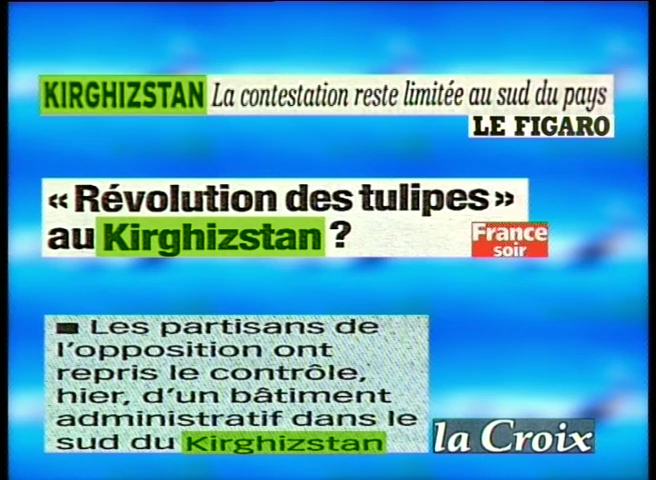 KIRGHIZSTAN La contestation reste limitée au sud du pays
LE FIGARO
« Révolution des tulipes »
au Kirghizstan ?
France
soir
■ Les partisans de
l'opposition ont
repris le contrôle,
hier, d'un bâtiment
administratif dans le
sud du Kirghizstan
la Croix